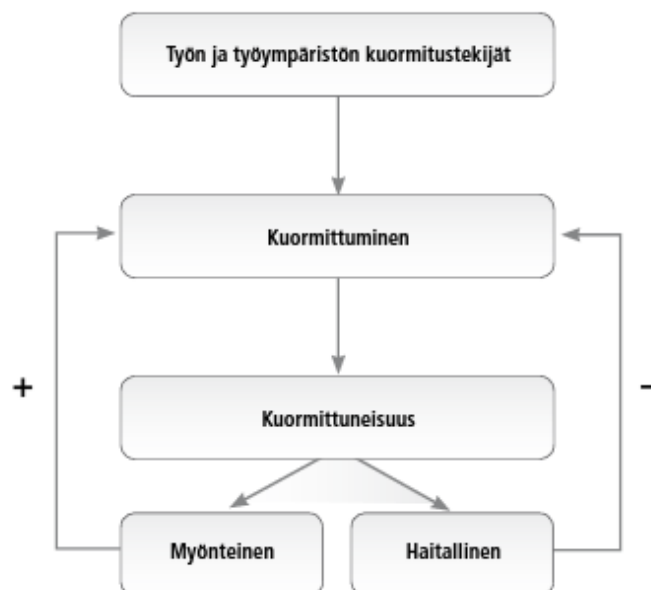 Työn ja työympäristön kuormitustekijät
Kuormittuminen
+
–
Kuormittuneisuus
Myönteinen
Haitallinen